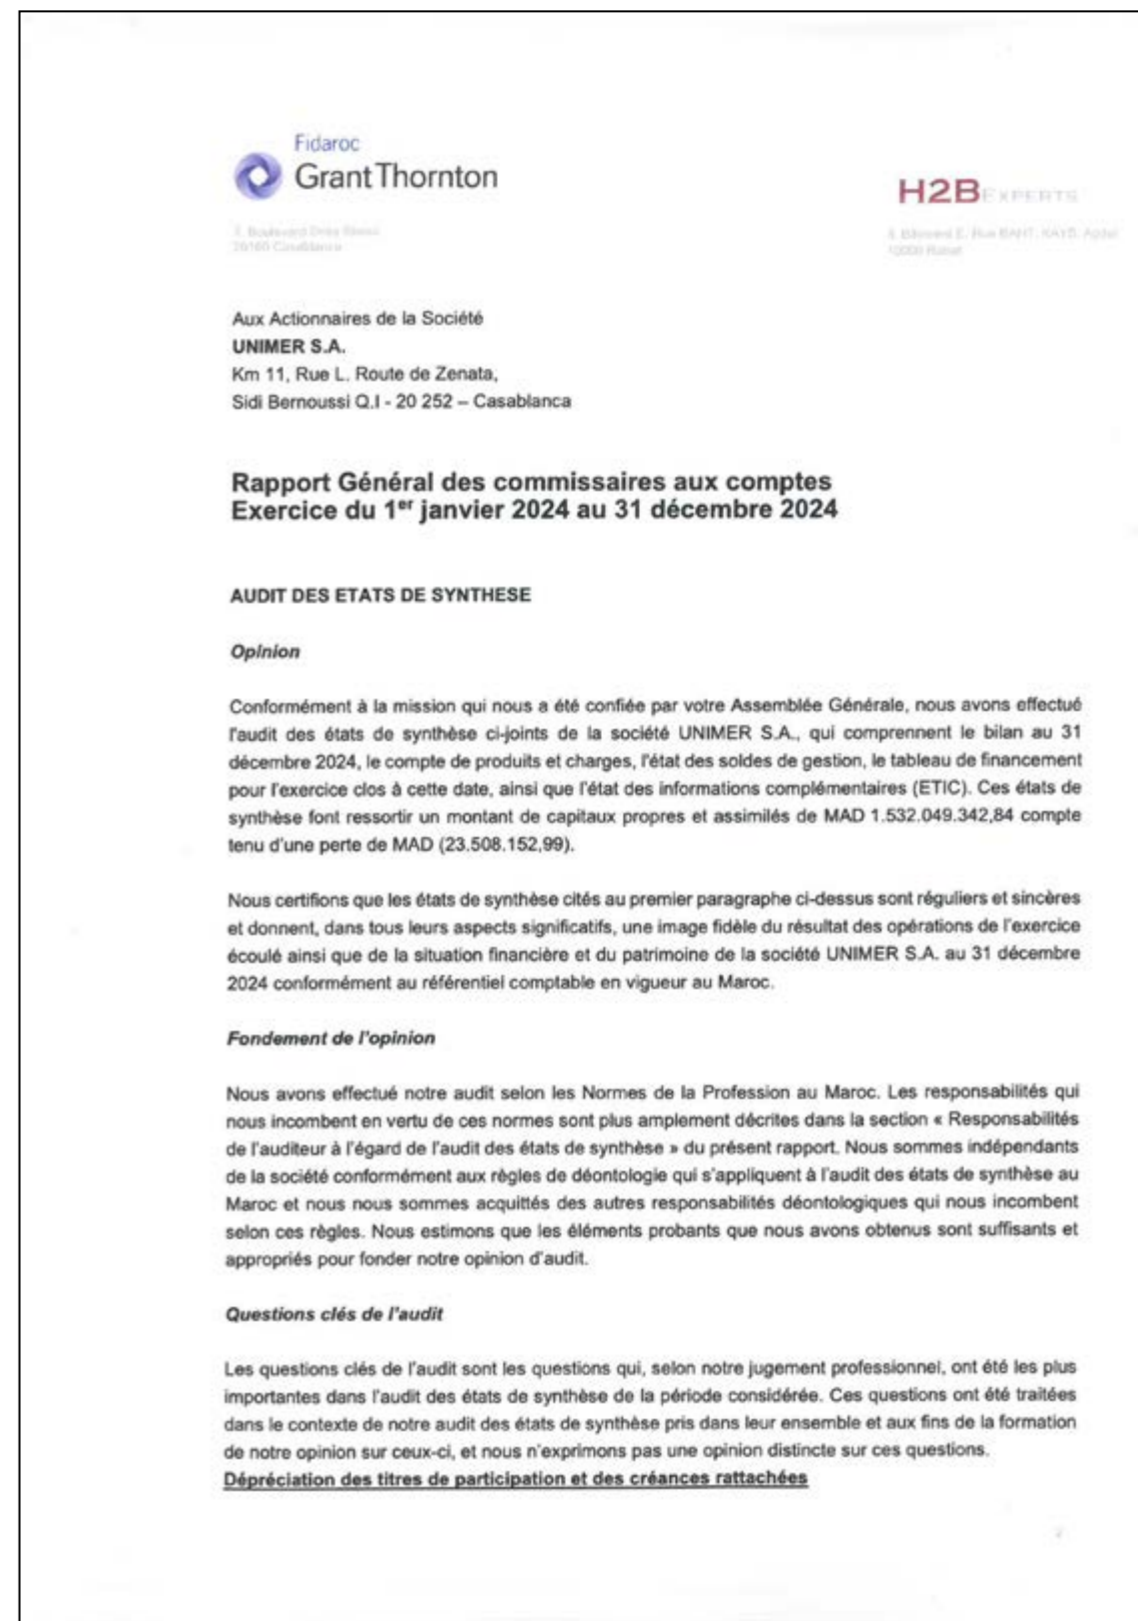 Fidaroc
Grant Thornton
H2B EXPERTS
20160 Casablanca
10000 Rabat
Aux Actionnaires de la Société
UNIMER S.A.
Km 11, Rue L. Route de Zenata,
Sidi Bernoussi Q.I - 20 252 – Casablanca
Rapport Général des commissaires aux comptes
Exercice du 1er janvier 2024 au 31 décembre 2024
AUDIT DES ETATS DE SYNTHESE
Opinion
Conformément à la mission qui nous a été confiée par votre Assemblée Générale, nous avons effectué
l'audit des états de synthèse ci-joints de la société UNIMER S.A., qui comprennent le bilan au 31
décembre 2024, le compte de produits et charges, l'état des soldes de gestion, le tableau de financement
pour l'exercice clos à cette date, ainsi que l'état des informations complémentaires (ETIC). Ces états de
synthèse font ressortir un montant de capitaux propres et assimilés de MAD 1.532.049.342,84 compte
tenu d'une perte de MAD (23.508.152,99).
Nous certifions que les états de synthèse cités au premier paragraphe ci-dessus sont réguliers et sincères
et donnent, dans tous leurs aspects significatifs, une image fidèle du résultat des opérations de l'exercice
écoulé ainsi que de la situation financière et du patrimoine de la société UNIMER S.A. au 31 décembre
2024 conformément au référentiel comptable en vigueur au Maroc.
Fondement de l'opinion
Nous avons effectué notre audit selon les Normes de la Profession au Maroc. Les responsabilités qui
nous incombent en vertu de ces normes sont plus amplement décrites dans la section « Responsabilités
de l'auditeur à l'égard de l'audit des états de synthèse » du présent rapport. Nous sommes indépendants
de la société conformément aux règles de déontologie qui s'appliquent à l'audit des états de synthèse au
Maroc et nous nous sommes acquittés des autres responsabilités déontologiques qui nous incombent
selon ces règles. Nous estimons que les éléments probants que nous avons obtenus sont suffisants et
appropriés pour fonder notre opinion d'audit.
Questions clés de l'audit
Les questions clés de l'audit sont les questions qui, selon notre jugement professionnel, ont été les plus
importantes dans l'audit des états de synthèse de la période considérée. Ces questions ont été traitées
dans le contexte de notre audit des états de synthèse pris dans leur ensemble et aux fins de la formation
de notre opinion sur ceux-ci, et nous n'exprimons pas une opinion distincte sur ces questions.
Dépréciation des titres de participation et des créances rattachées